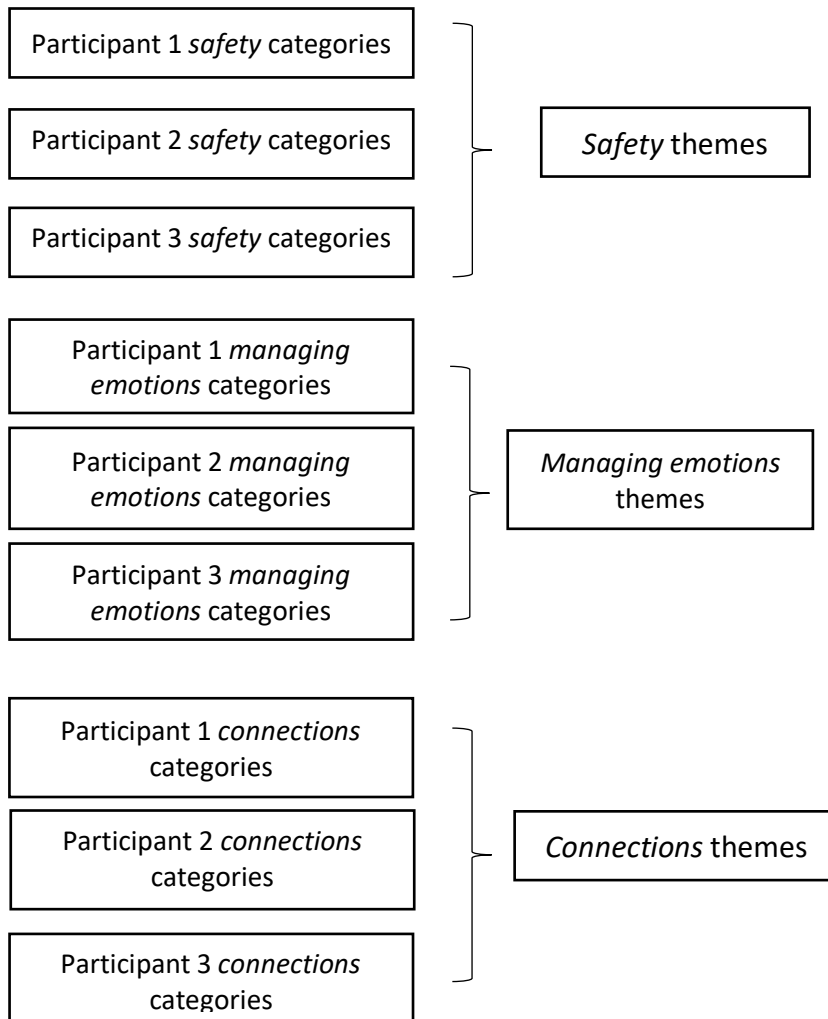 Participant 1 safety categories
Participant 2 safety categories
Participant 3 safety categories
Safety themes
Participant 1 managing
emotions categories
Participant 2 managing
emotions categories
Participant 3 managing
emotions categories
Managing emotions
themes
Participant 1 connections
categories
Participant 2 connections
categories
Participant 3 connections
categories
Connections themes